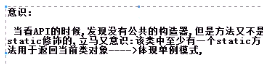 意识:
当看API的时候,发现没有公共的构造器,但是方法又不是
static修饰的,立马又意识:该类中至少有一个static方
法用于返回当前类对象---->体现单例模式,